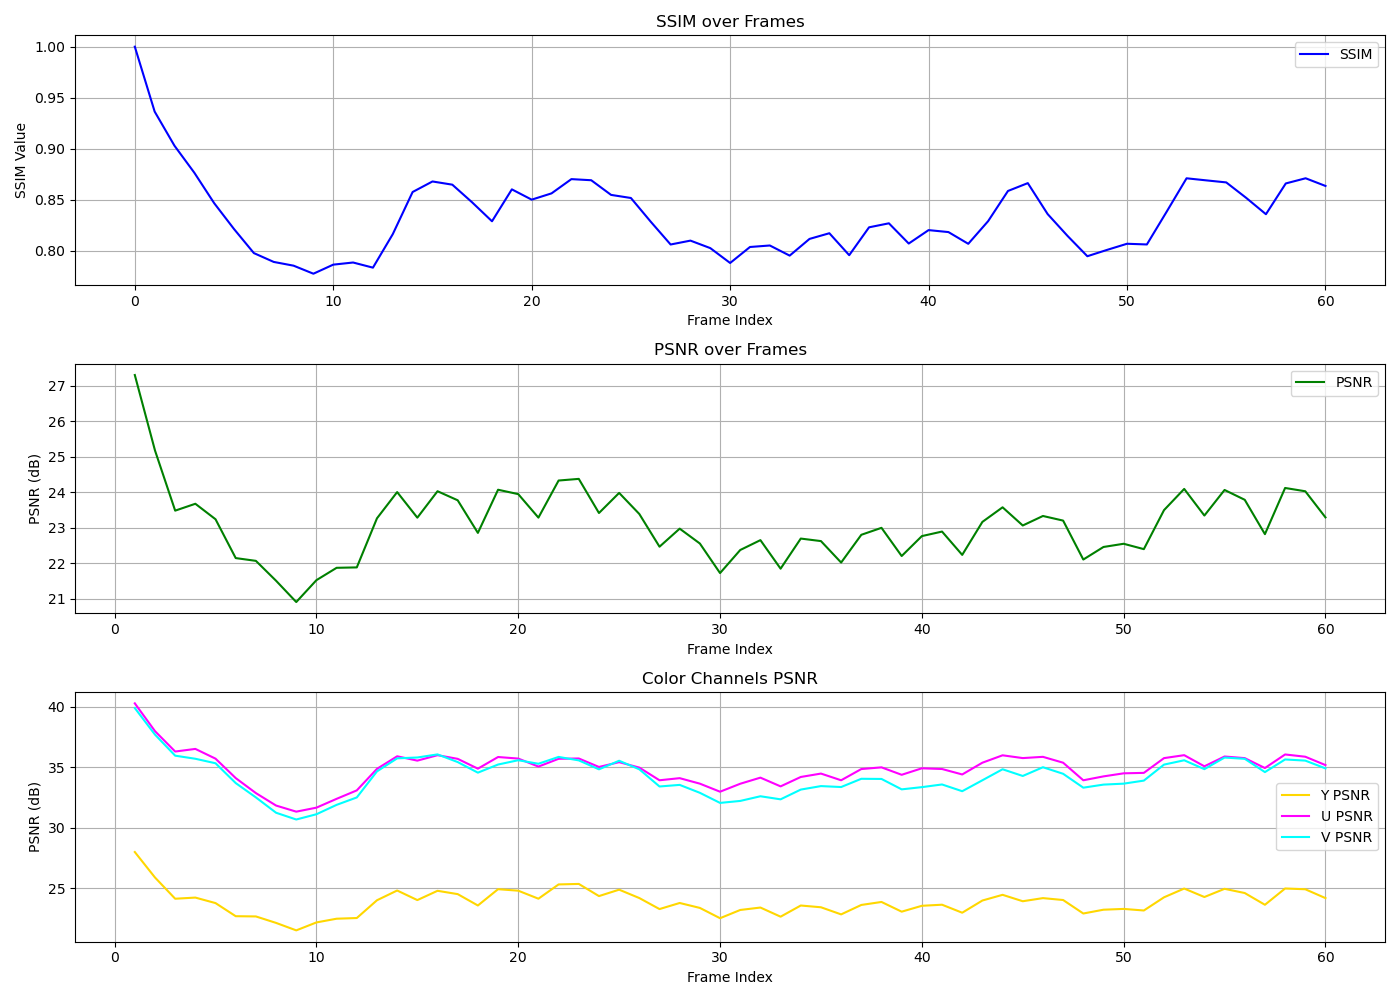 SSIM over Frames
SSIM Value
1.00
0.95
0.90
0.85
0.80
SSIM
0 10 20 30 40 50 60
Frame Index
PSNR over Frames
PSNR (dB)
27
26
25
24
23
22
21
PSNR
0 10 20 30 40 50 60
Frame Index
Color Channels PSNR
PSNR (dB)
40
35
30
25
Y PSNR
U PSNR
V PSNR
0 10 20 30 40 50 60
Frame Index